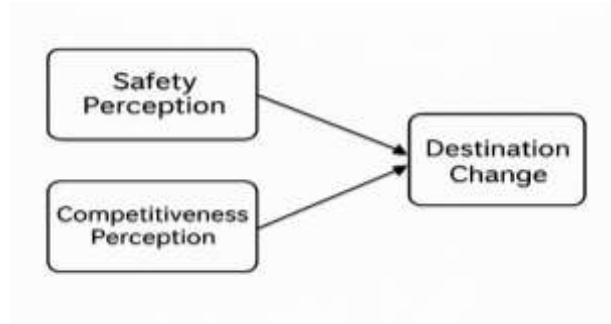 Safety
Perception
Competitiveness
Perception
Destination
Change